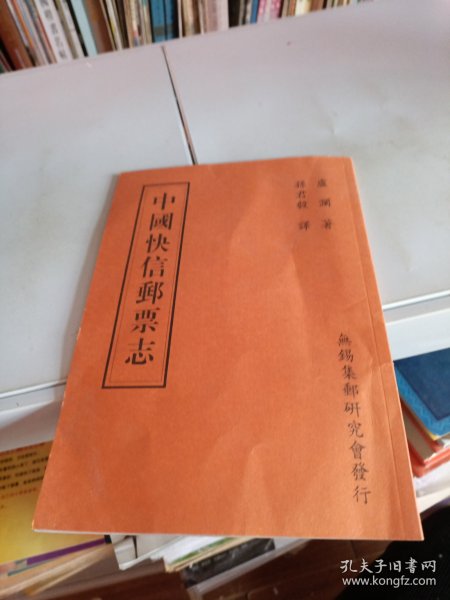 盧瀾 著
孫君毅 譯
中國快信郵票志
無錫集郵研究會發行
孔夫子旧书网
www.kongfz.com